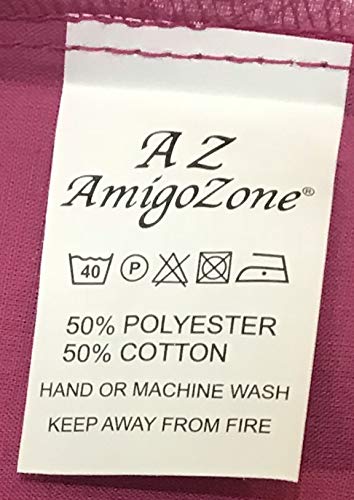 A Z
AmigoZone®
40 P
50% POLYESTER
50% COTTON
HAND OR MACHINE WASH
KEEP AWAY FROM FIRE